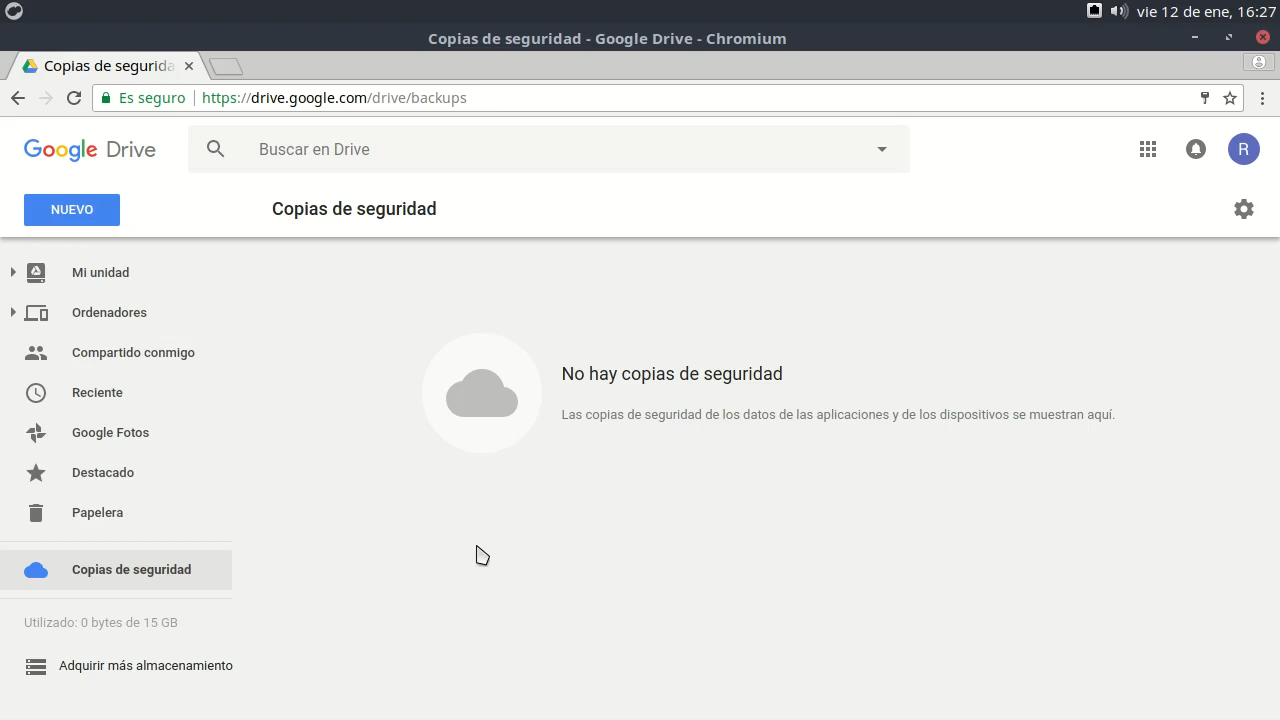 vie 12 de ene, 16:27
Copias de seguridad - Google Drive - Chromium
Copias de segurida
Es seguro
https://drive.google.com/drive/backups
Google Drive
Buscar en Drive
R
NUEVO
Copias de seguridad
Mi unidad
Ordenadores
Compartido conmigo
Reciente
Google Fotos
Destacado
Papelera
Copias de seguridad
Utilizado: 0 bytes de 15 GB
Adquirir más almacenamiento
No hay copias de seguridad
Las copias de seguridad de los datos de las aplicaciones y de los dispositivos se muestran aquí.